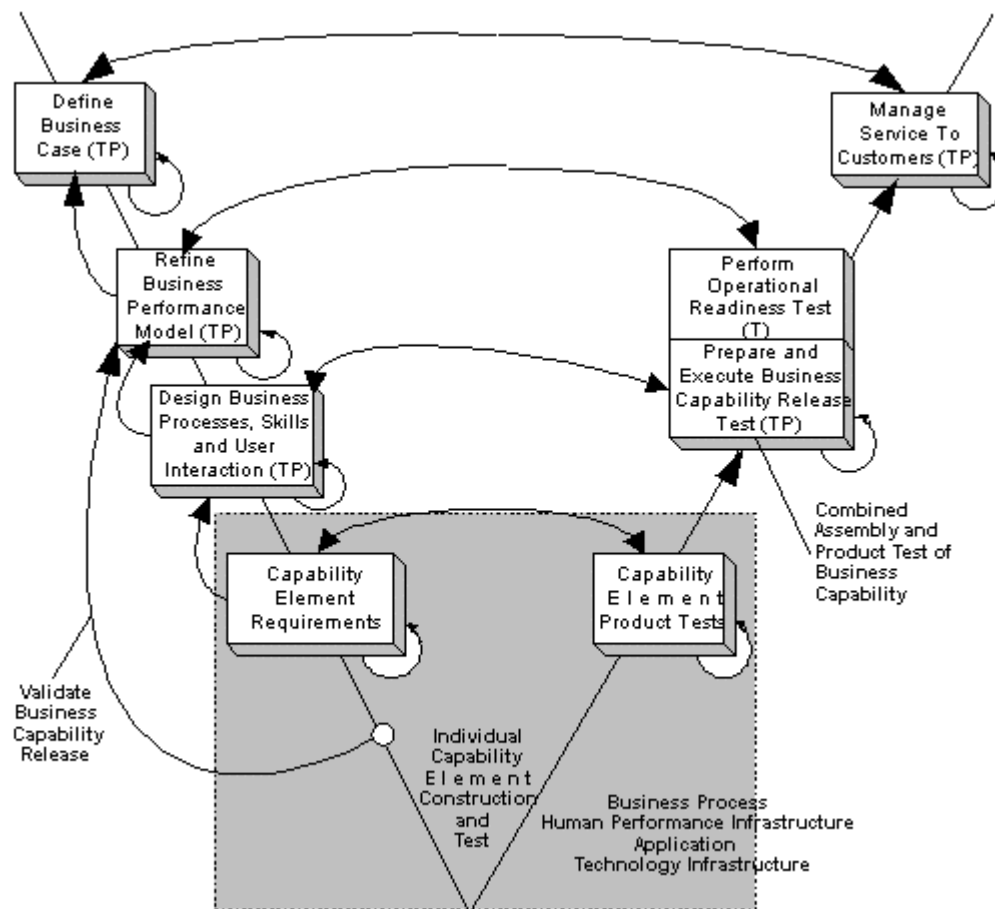 Define
Business
Case (TP)
Manage
Service To
Customers (TP)
Refine
Business
Performance
Model (TP)
Perform
Operational
Readiness Test
(T)
Prepare and
Execute Business
Capability Release
Test (TP)
Design Business
Processes, Skills
and User
Interaction (TP)
Combined
Assembly and
Product Test of
Business
Capability
Capability
Element
Requirements
Capability
E l e m e n t
Product Tests
Validate
Business
Capability
Release
Individual
Capability
E l e m e n t
Construction
and
Test
Business Process
Human Performance Infrastructure
Application
Technology Infrastructure